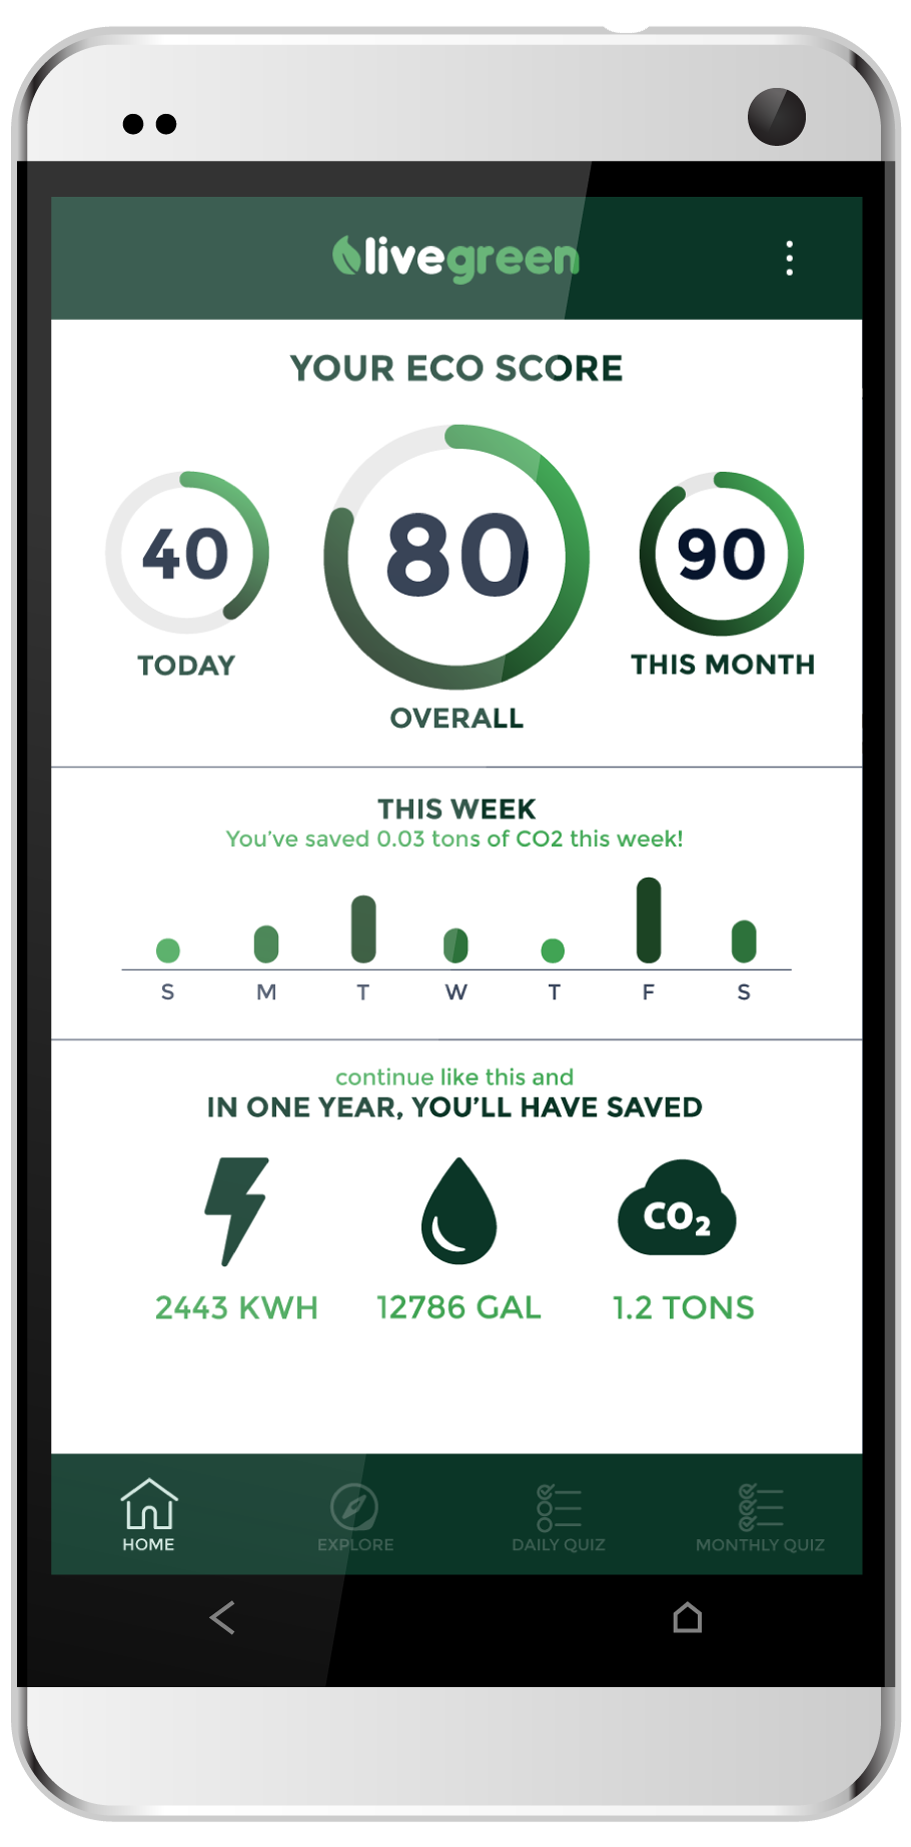 livegreen
YOUR ECO SCORE
40
80
90
TODAY
THIS MONTH
OVERALL
THIS WEEK
You've saved 0.03 tons of CO2 this week!
S M T W T F S
continue like this and
IN ONE YEAR, YOU'LL HAVE SAVED
CO₂
2443 KWH 12786 GAL 1.2 TONS
HOME EXPLORE DAILY QUIZ MONTHLY QUIZ